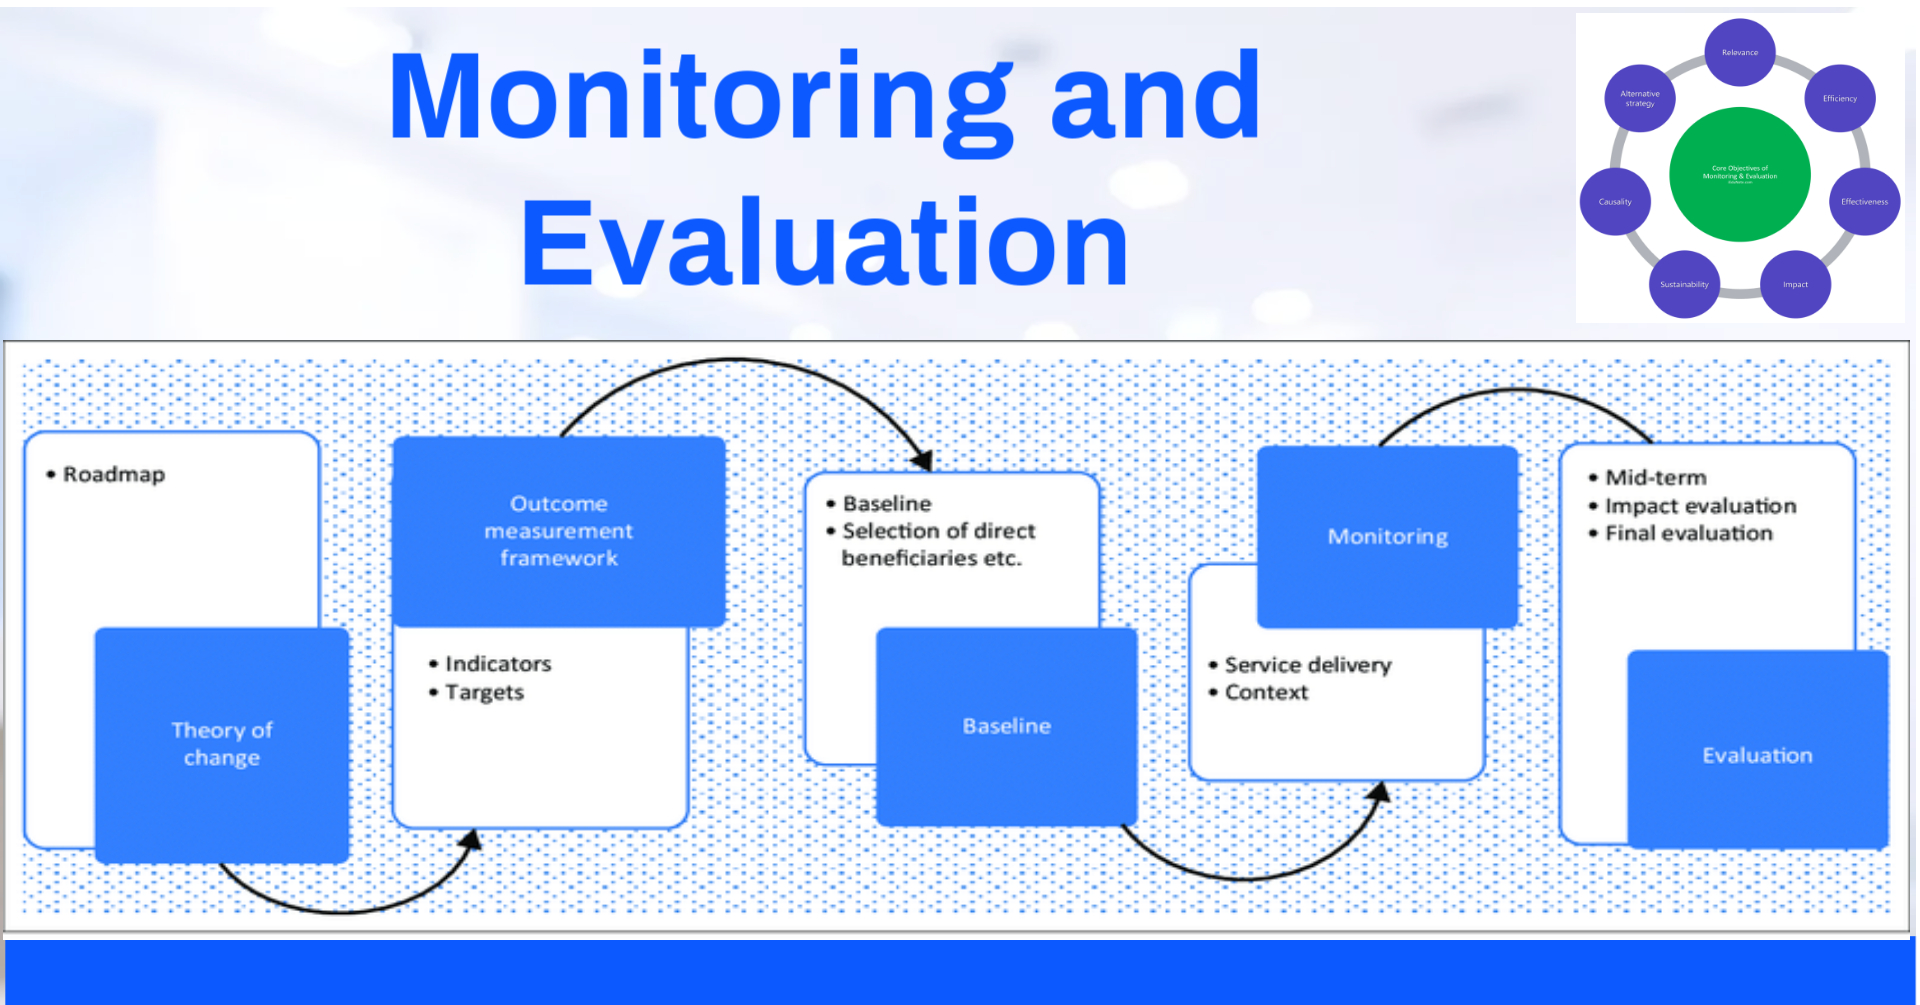 Monitoring and
Evaluation
Relevance
Efficiency
Effectiveness
Impact
Sustainability
Causality
Alternative
strategy
Core Objectives of
Monitoring & Evaluation
• Roadmap
Theory of
change
Outcome
measurement
framework
• Indicators
• Targets
• Baseline
• Selection of direct
beneficiaries etc.
Baseline
Monitoring
• Service delivery
• Context
• Mid-term
• Impact evaluation
• Final evaluation
Evaluation